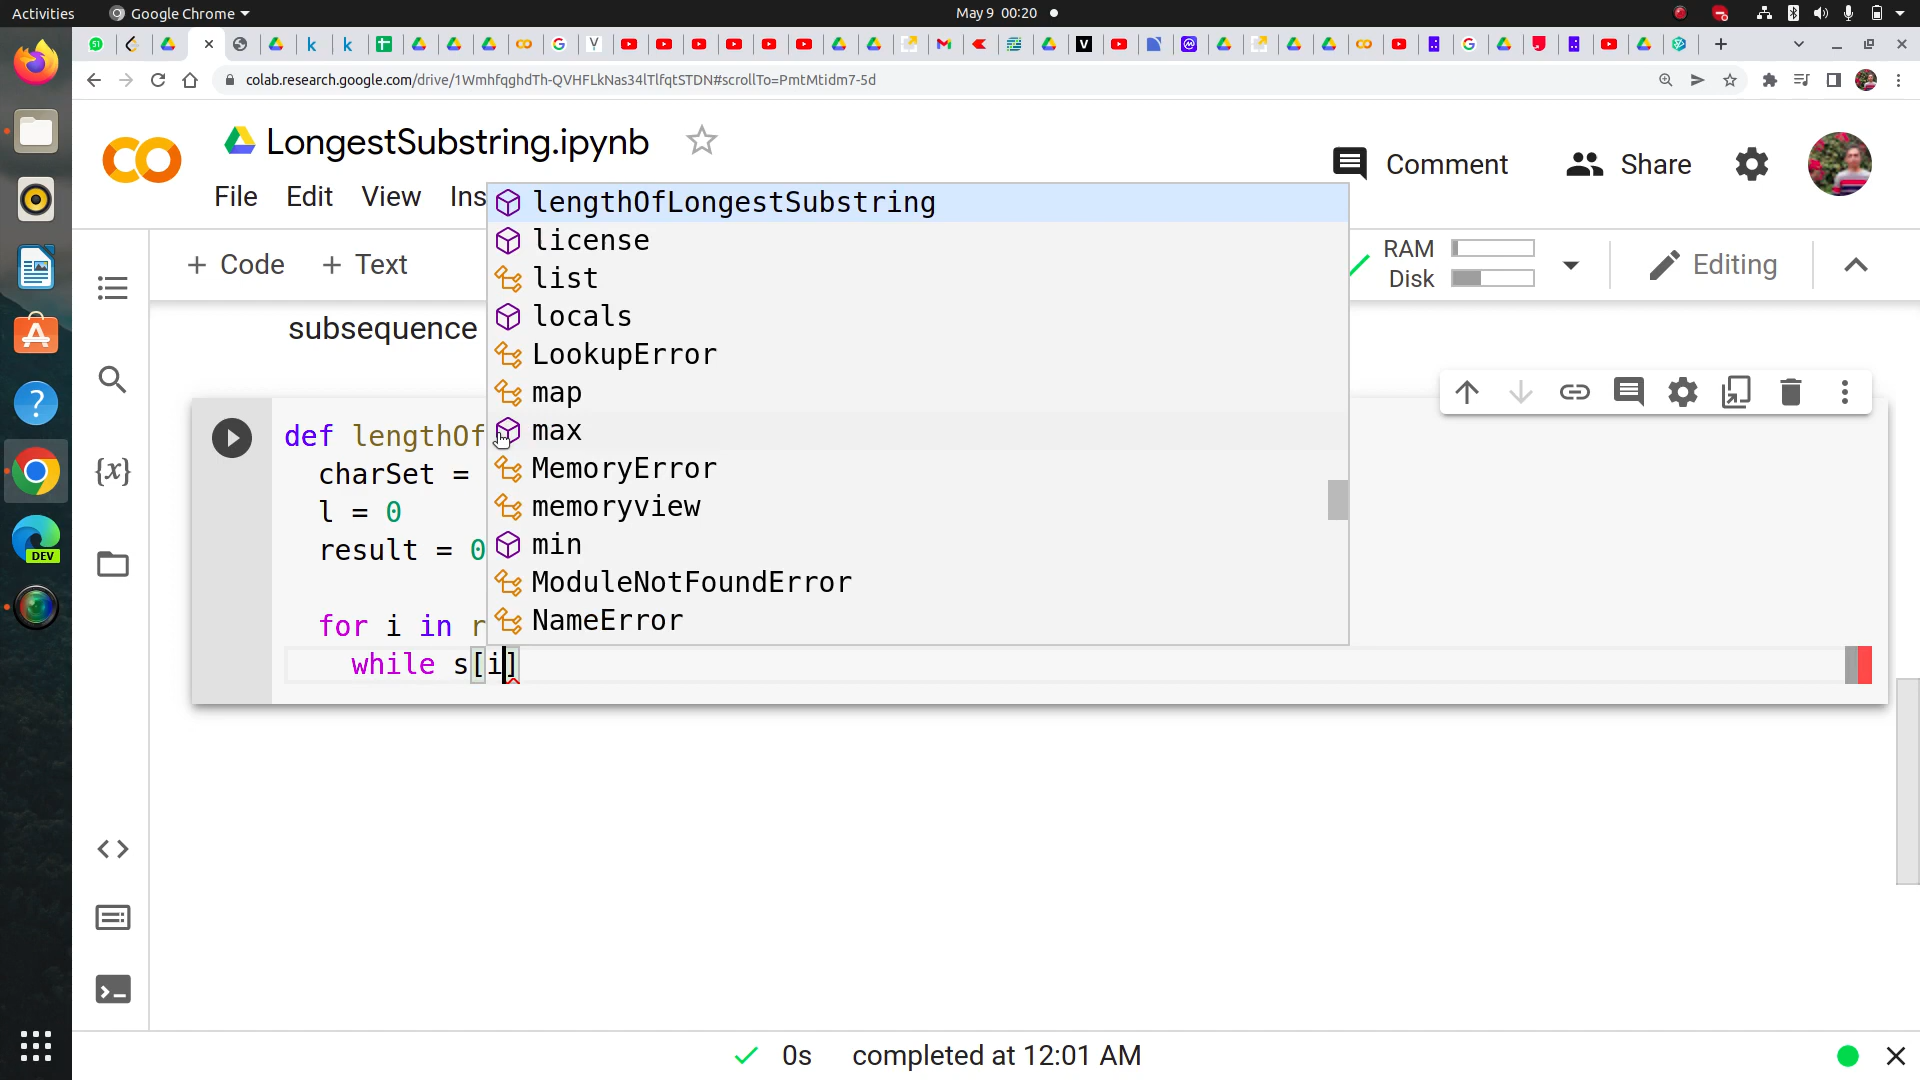 Activities
Google Chrome
May 9 00:20
colab.research.google.com/drive/1WmhfqghdTh-QVHFLkNas34lTlfqtSTDN#scrollTo=PmtMtidm7-5d
LongestSubstring.ipynb
Comment
Share
File Edit View Ins
+ Code + Text
RAM
Disk
Editing
subsequence
lengthOfLongestSubstring
license
list
locals
LookupError
map
max
MemoryError
memoryview
min
ModuleNotFoundError
NameError
def lengthOf
charSet =
l = 0
result = 0
for i in r
while s[i]
{x}
DEV
0s completed at 12:01 AM